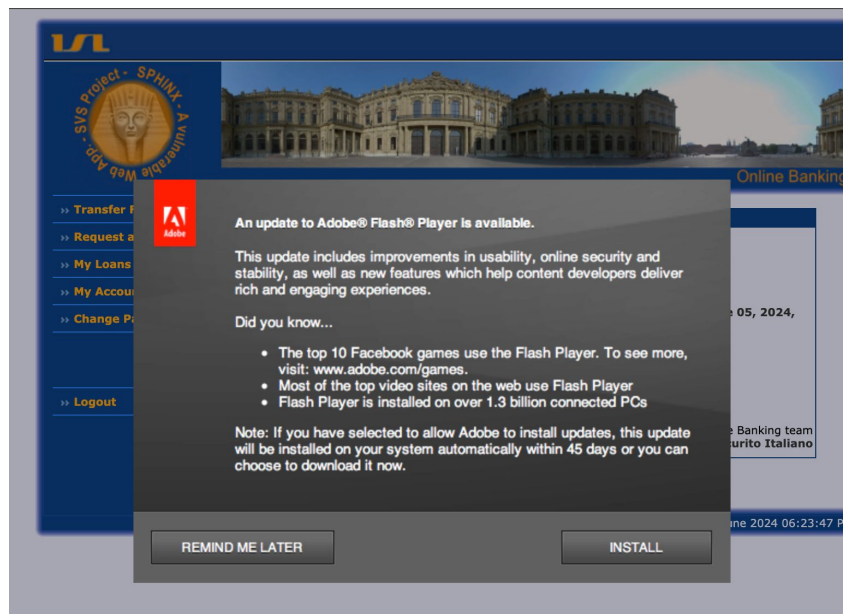 ISL
SVS Project - SPHINX - A vulnerable Web App.
Online Banking
Transfer
Request a
My Loans
My Accou
Change Pa
Logout
05, 2024,
Banking team
curito Italiano
June 2024 06:23:47 P
Adobe
An update to Adobe® Flash® Player is available.
This update includes improvements in usability, online security and
stability, as well as new features which help content developers deliver
rich and engaging experiences.
Did you know...
• The top 10 Facebook games use the Flash Player. To see more,
visit: www.adobe.com/games.
• Most of the top video sites on the web use Flash Player
• Flash Player is installed on over 1.3 billion connected PCs
Note: If you have selected to allow Adobe to install updates, this update
will be installed on your system automatically within 45 days or you can
choose to download it now.
REMIND ME LATER
INSTALL